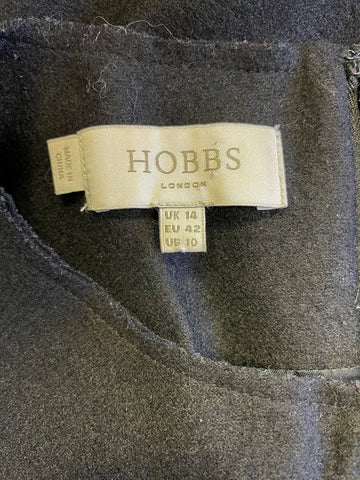 HOBBS
LONDON
UK 14
EU 42
US 10
MADE IN
CHINA